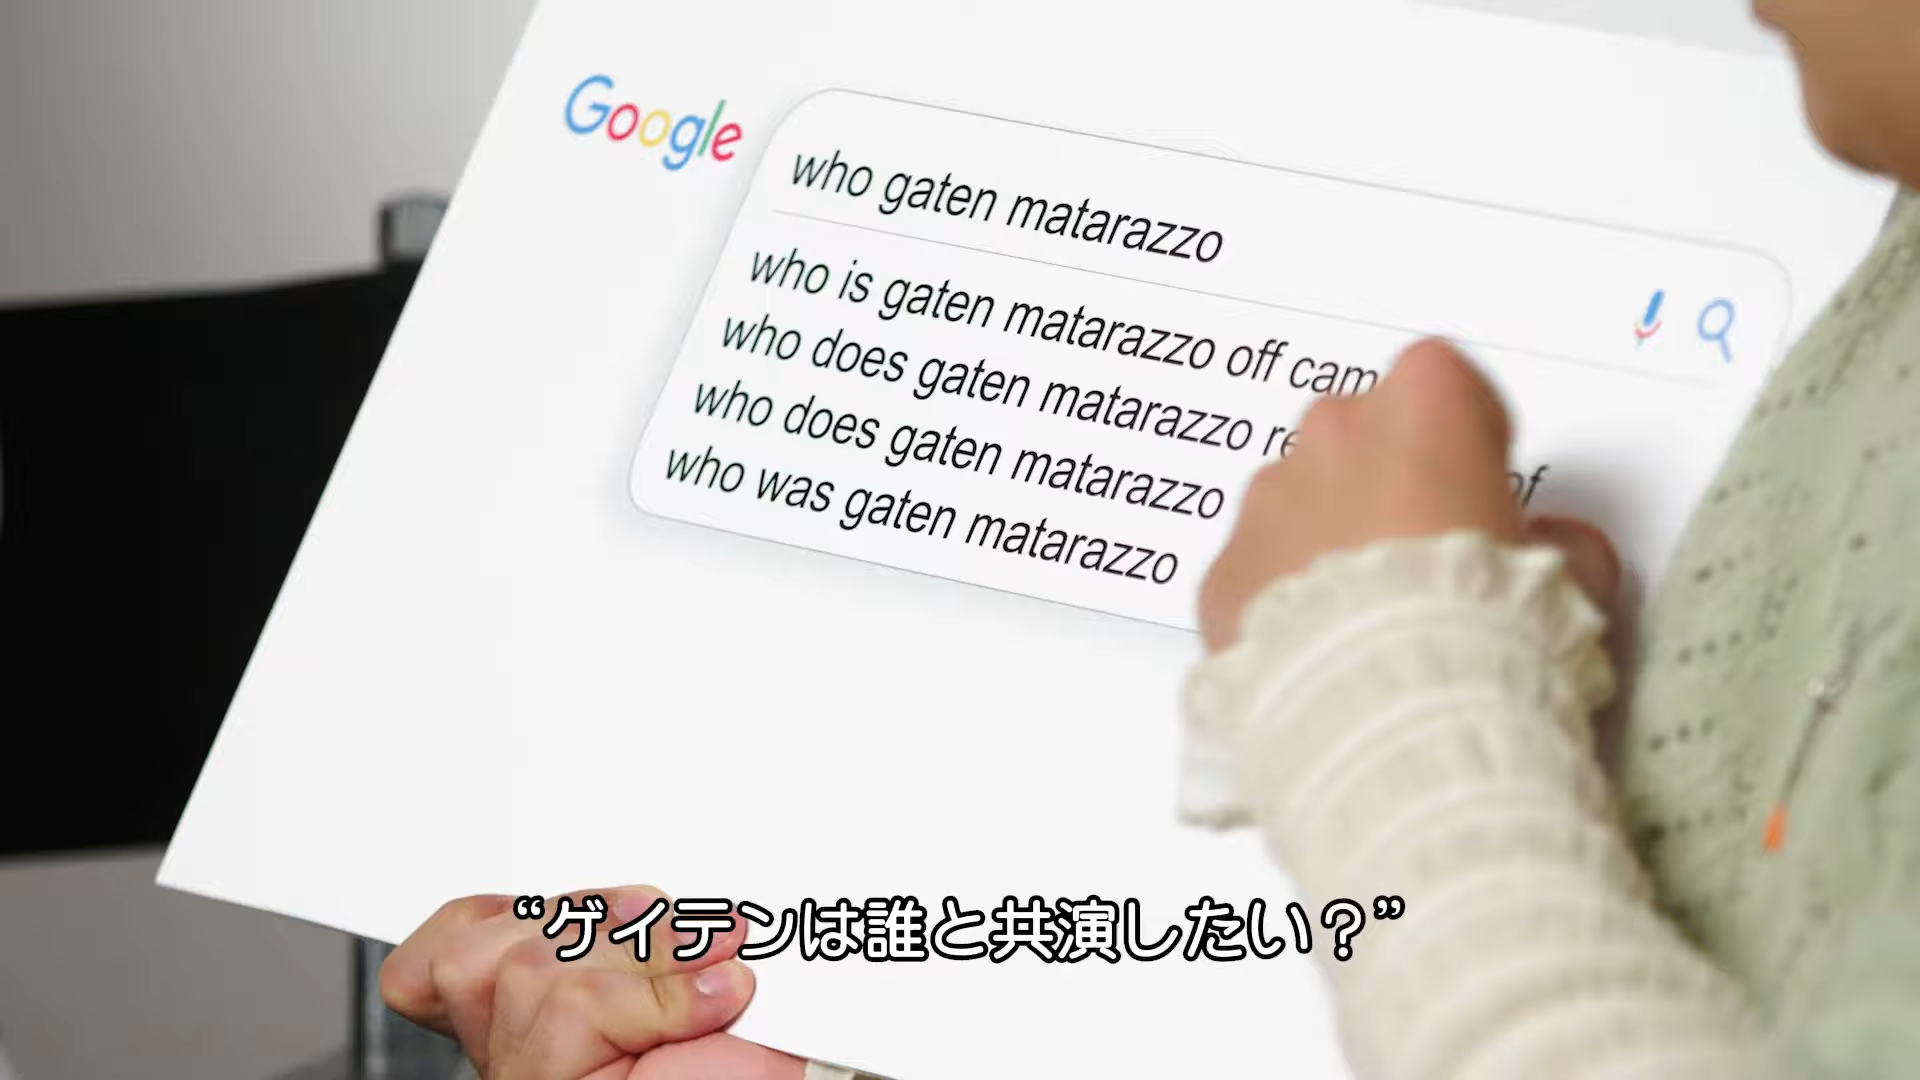 Google
who gaten matarazzo
who is gaten matarazzo off
who does gaten matarazzo
who does gaten matarazzo of
who was gaten matarazzo
“ゲイテンは誰と共演したい？”